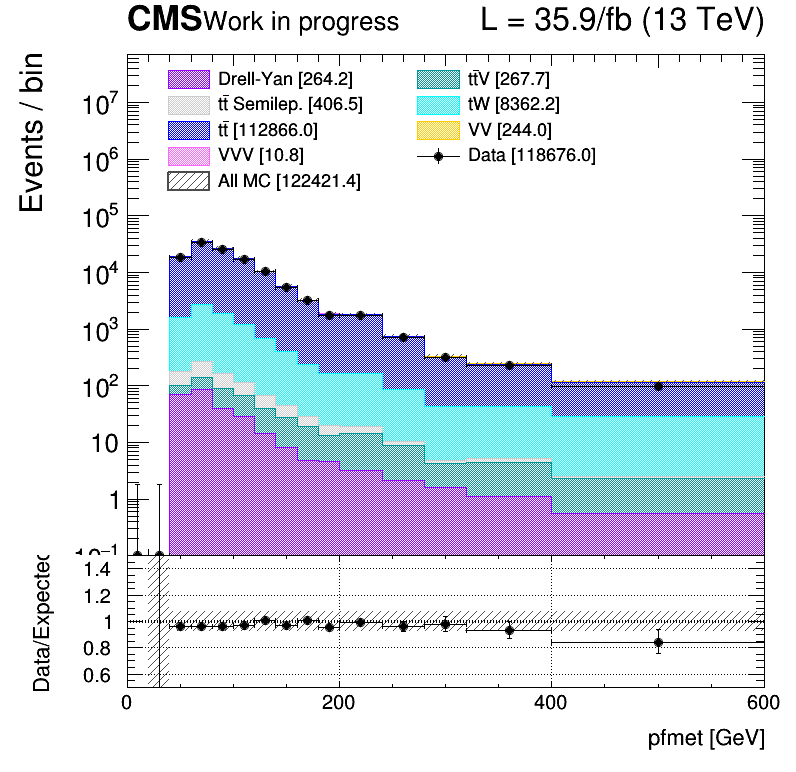 CMS Work in progress L = 35.9/fb (13 TeV)
Events / bin
Drell-Yan [264.2] tt̄V [267.7]
tt̄ Semilep. [406.5] tW [8362.2]
tt̄ [112866.0] VV [244.0]
VVV [10.8] Data [118676.0]
All MC [122421.4]
10⁷
10⁶
10⁵
10⁴
10³
10²
10
1
10⁻¹
Data/Expected
1.4
1.2
1
0.8
0.6
0 200 400 600
pfmet [GeV]